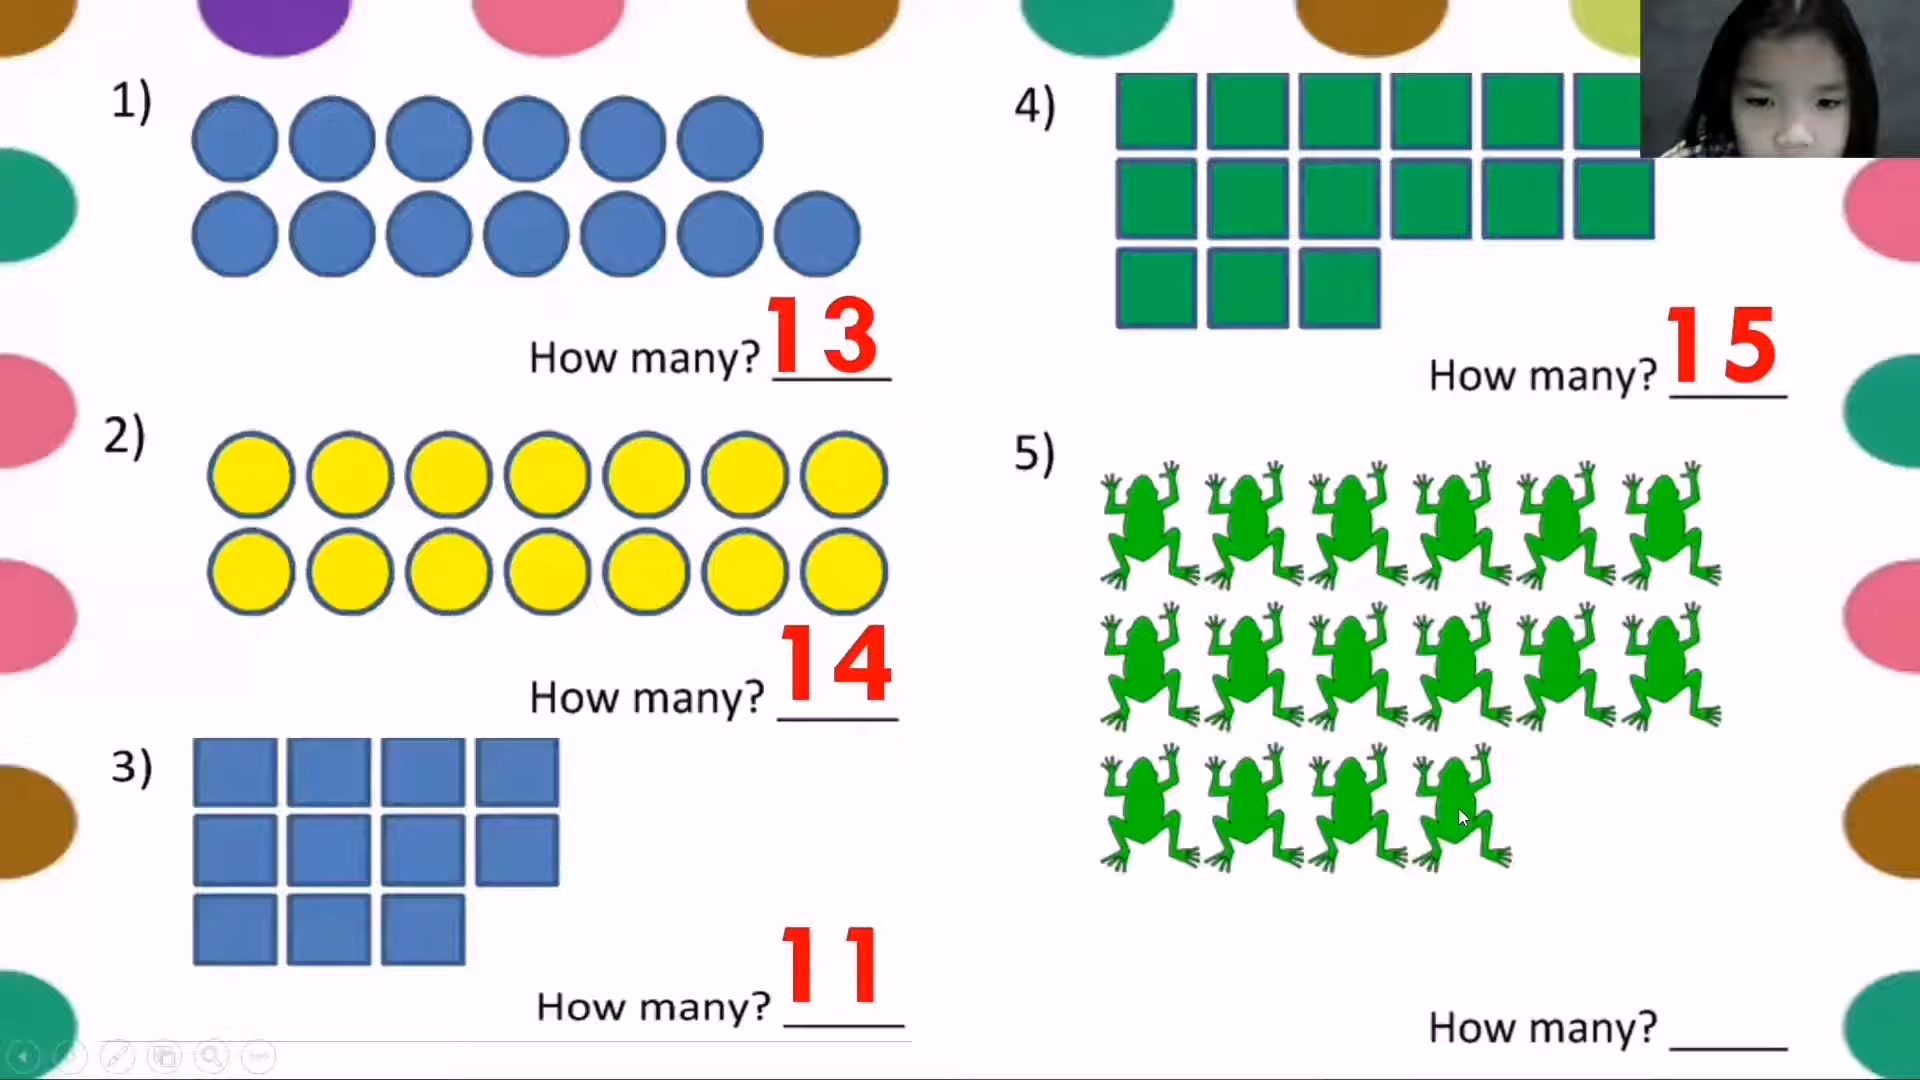 1)
How many? 13
2)
How many? 14
3)
How many? 11
4)
How many? 15
5)
How many? ____